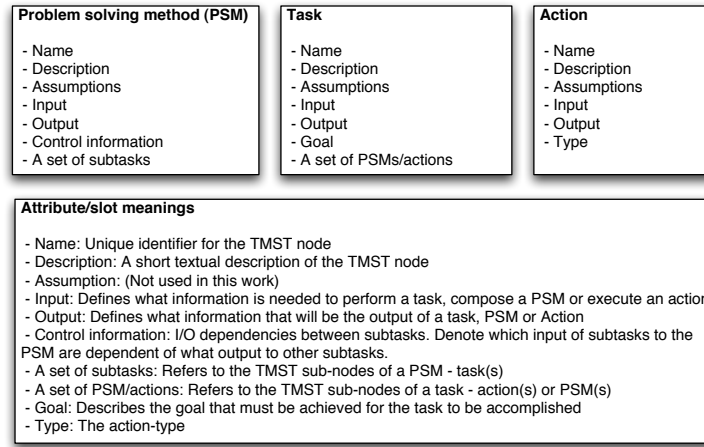 Problem solving method (PSM)
- Name
- Description
- Assumptions
- Input
- Output
- Control information
- A set of subtasks
Task
- Name
- Description
- Assumptions
- Input
- Output
- Goal
- A set of PSMs/actions
Action
- Name
- Description
- Assumptions
- Input
- Output
- Type
Attribute/slot meanings
- Name: Unique identifier for the TMST node
- Description: A short textual description of the TMST node
- Assumption: (Not used in this work)
- Input: Defines what information is needed to perform a task, compose a PSM or execute an action
- Output: Defines what information that will be the output of a task, PSM or Action
- Control information: I/O dependencies between subtasks. Denote which input of subtasks to the
PSM are dependent of what output to other subtasks.
- A set of subtasks: Refers to the TMST sub-nodes of a PSM - task(s)
- A set of PSM/actions: Refers to the TMST sub-nodes of a task - action(s) or PSM(s)
- Goal: Describes the goal that must be achieved for the task to be accomplished
- Type: The action-type